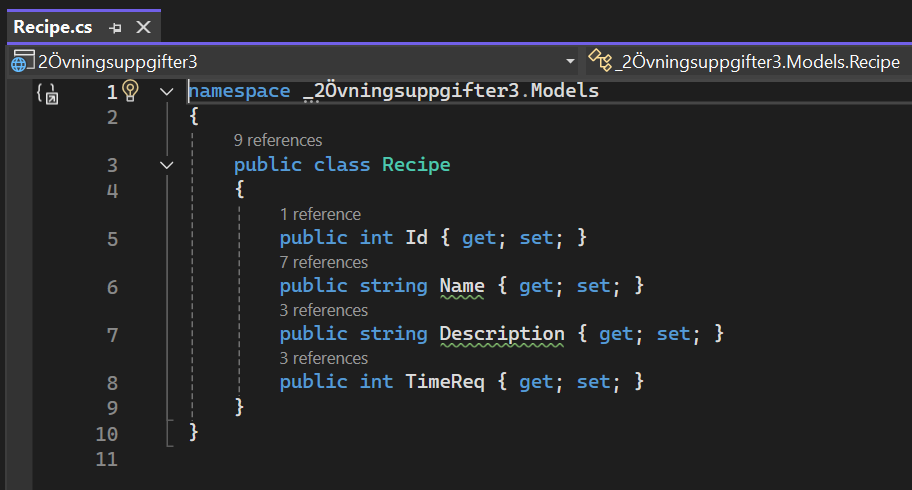 Recipe.cs
2Övningsuppgifter3 _2Övningsuppgifter3.Models.Recipe
1 namespace _2Övningsuppgifter3.Models
2 {
9 references
3 public class Recipe
4 {
1 reference
5 public int Id { get; set; }
7 references
6 public string Name { get; set; }
3 references
7 public string Description { get; set; }
3 references
8 public int TimeReq { get; set; }
9 }
10 }
11